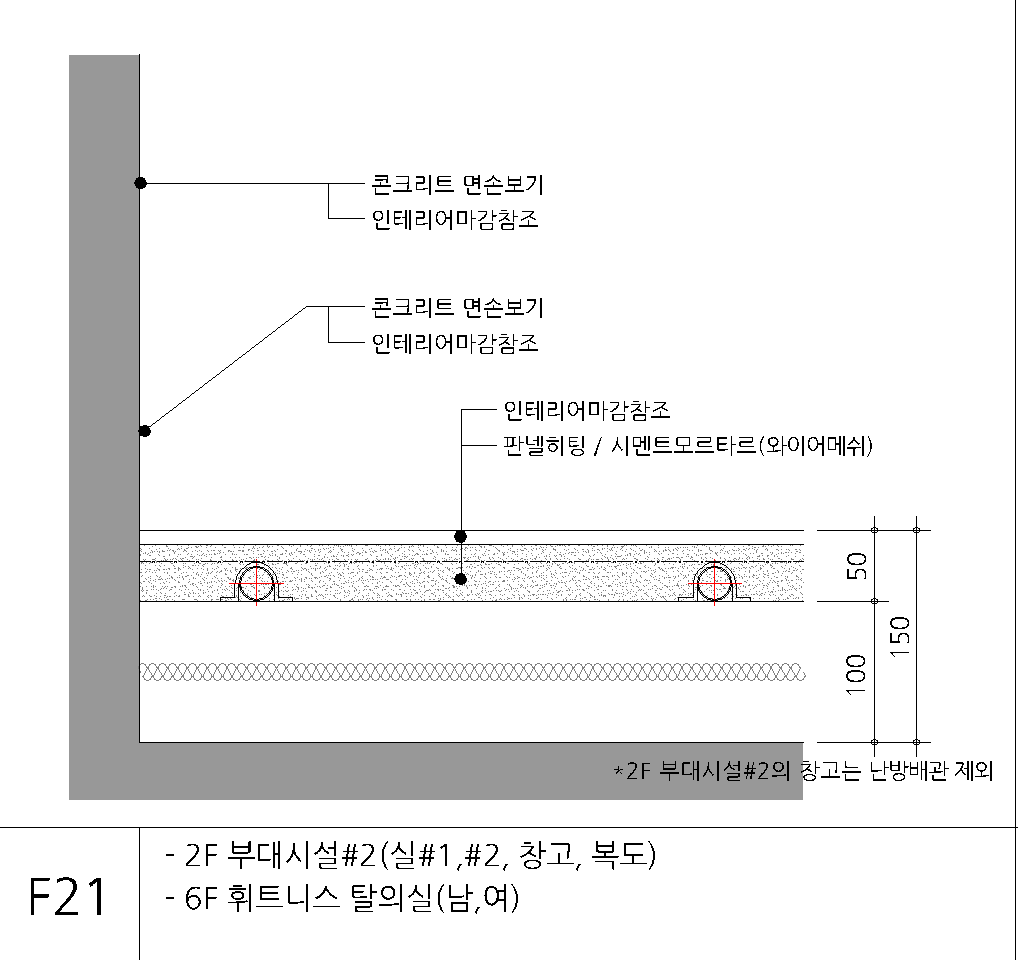 콘크리트 면손보기
인테리어마감참조
콘크리트 면손보기
인테리어마감참조
인테리어마감참조
판넬히팅 / 시멘트모르타르(와이어메쉬)
50
150
100
*2F 부대시설#2의 창고는 난방배관 제외
F21
- 2F 부대시설#2(실#1,#2, 창고, 복도)
- 6F 휘트니스 탈의실(남,여)